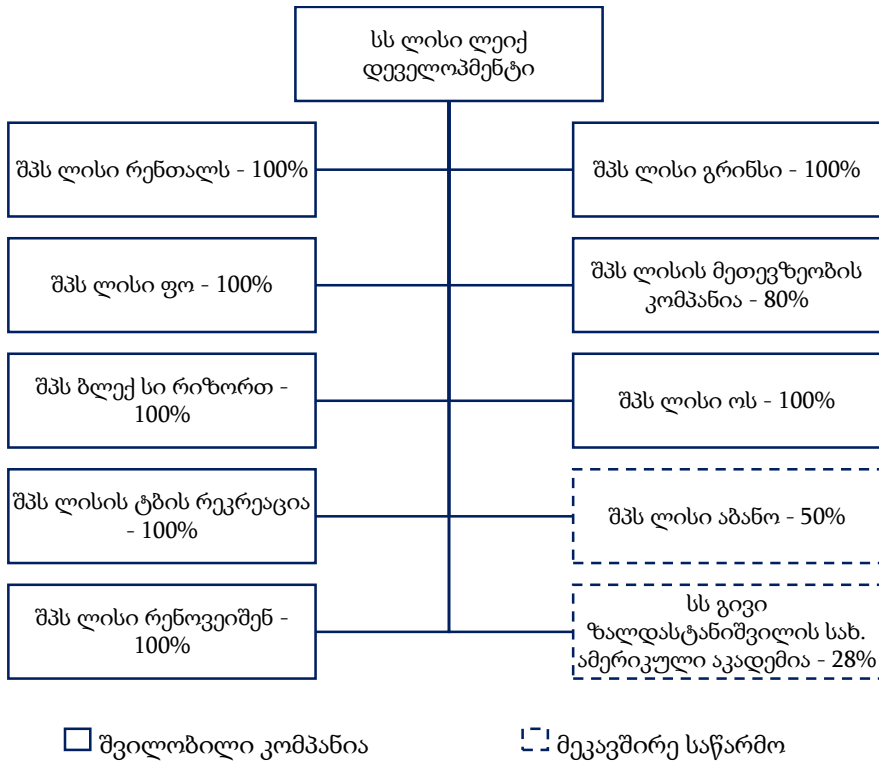 სს ლისი ლეიქ
დეველოპმენტი
შპს ლისი რენთალს - 100%
შპს ლისი გრინსი - 100%
შპს ლისი ფო - 100%
შპს ლისის მეთევზეობის
კომპანია - 80%
შპს ბლექ სი რიზორთ -
100%
შპს ლისი ოს - 100%
შპს ლისის ტბის რეკრეაცია
- 100%
შპს ლისი აბანო - 50%
შპს ლისი რენოვეიშენ -
100%
სს გივი
ზალდასტანიშვილის სახ.
ამერიკული აკადემია - 28%
შვილობილი კომპანია
მეკავშირე საწარმო